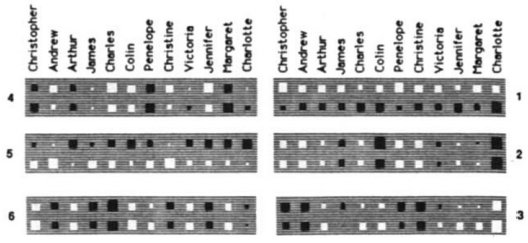 Christopher
Andrew
Arthur
James
Charles
Colin
Penelope
Christine
Victoria
Jennifer
Margaret
Charlotte
Christopher
Andrew
Arthur
James
Charles
Colin
Penelope
Christine
Victoria
Jennifer
Margaret
Charlotte
4
1
5
2
6
3